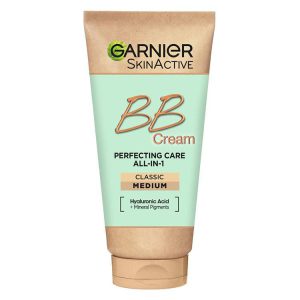 GARNIER
SKINACTIVE
BB
Cream
PERFECTING CARE
ALL-IN-1
CLASSIC
MEDIUM
Hyaluronic Acid
+ Mineral Pigments